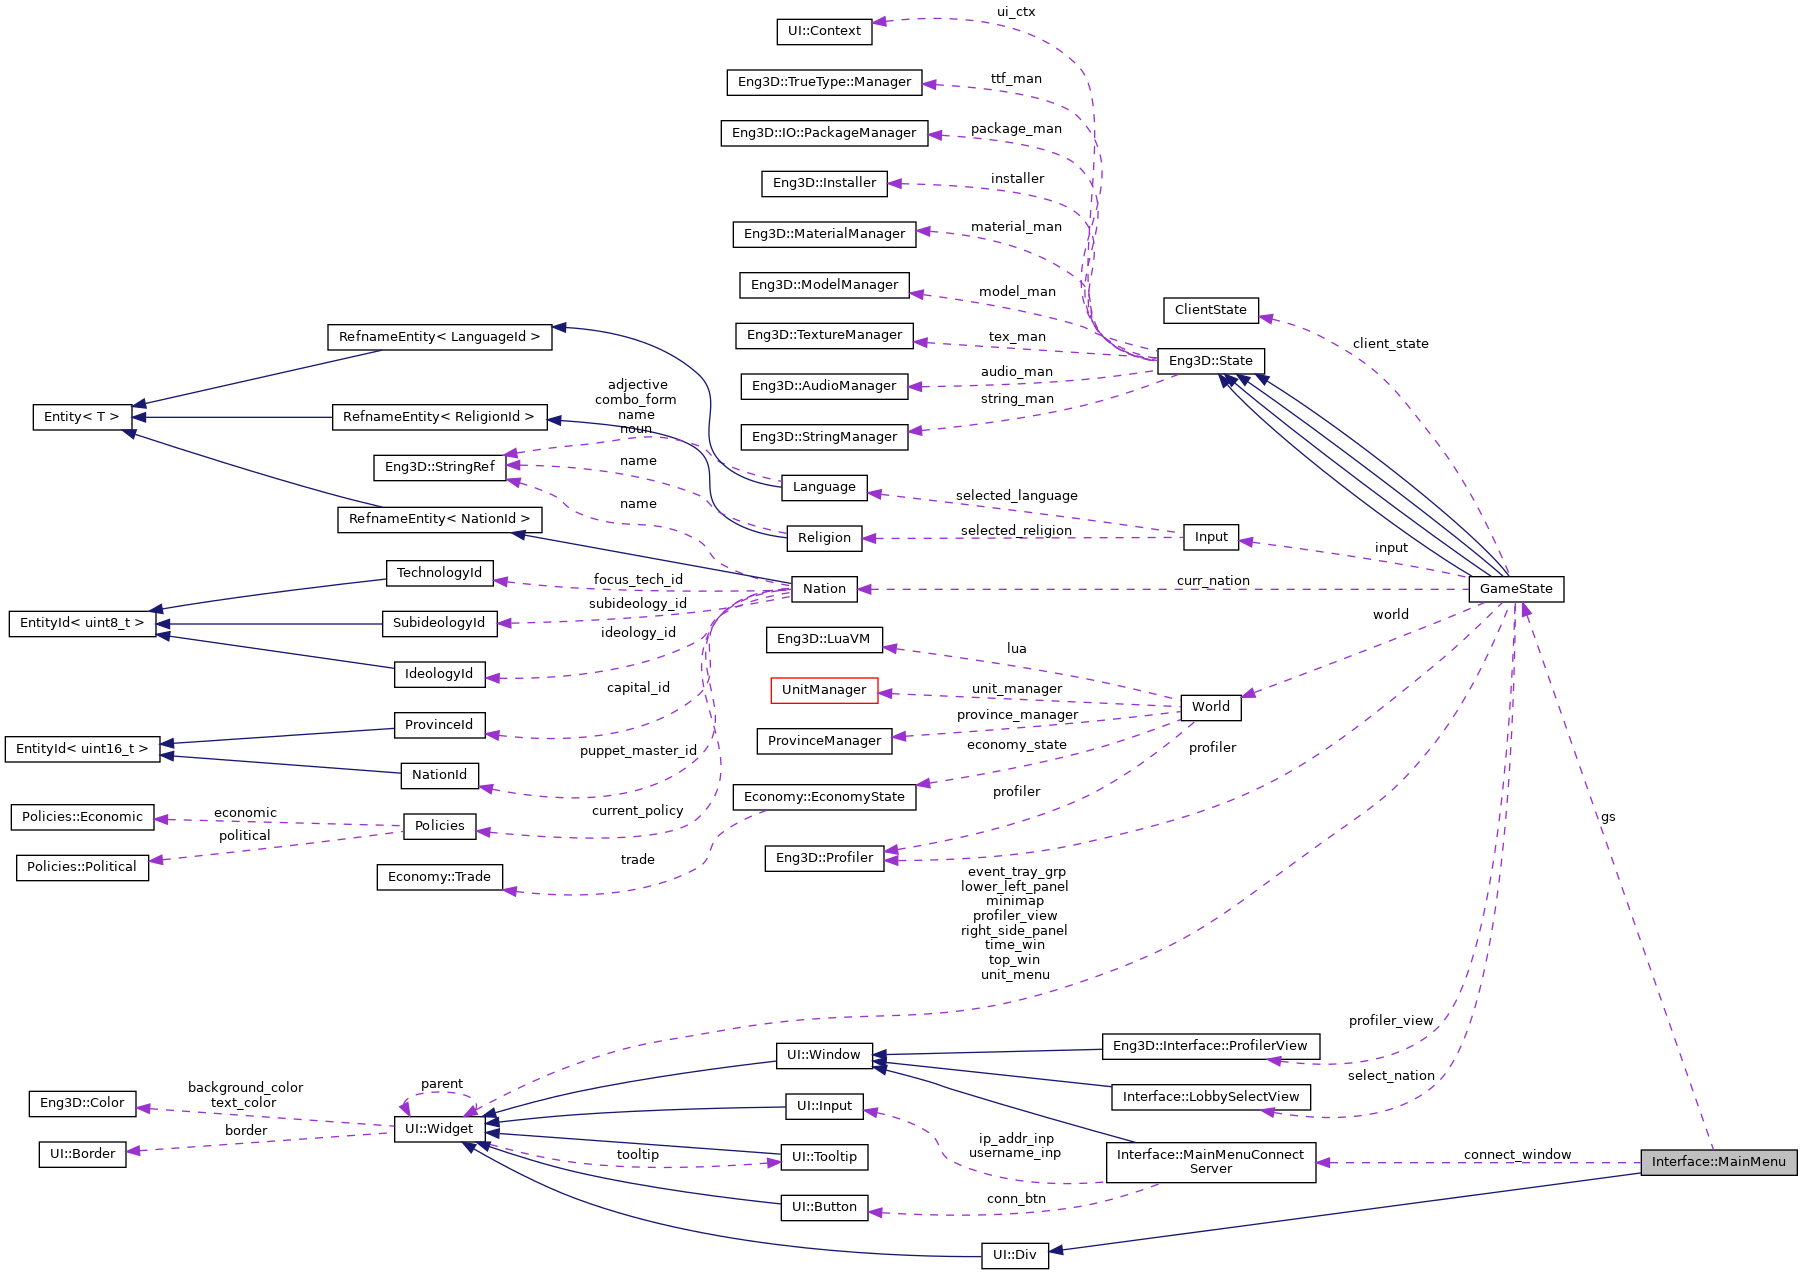 ui_ctx
UI::Context
Eng3D::TrueType::Manager
ttf_man
Eng3D::IO::PackageManager
package_man
Eng3D::Installer
installer
Eng3D::MaterialManager
material_man
Eng3D::ModelManager
model_man
ClientState
Eng3D::TextureManager
tex_man
RefnameEntity< LanguageId >
client_state
Eng3D::State
Eng3D::AudioManager
audio_man
string_man
adjective
combo_form
name
noun
Entity< T >
RefnameEntity< ReligionId >
Eng3D::StringManager
Eng3D::StringRef
name
Language
selected_language
name
RefnameEntity< NationId >
Religion
selected_religion
Input
input
TechnologyId
focus_tech_id
Nation
curr_nation
GameState
EntityId< uint8_t >
SubideologyId
subideology_id
world
ideology_id
Eng3D::LuaVM
lua
IdeologyId
capital_id
UnitManager
unit_manager
World
ProvinceId
province_manager
ProvinceManager
EntityId< uint16_t >
puppet_master_id
economy_state
profiler
NationId
Economy::EconomyState
profiler
Policies::Economic
economic
Policies
current_policy
gs
political
Policies::Political
trade
Eng3D::Profiler
Economy::Trade
event_tray_grp
lower_left_panel
minimap
profiler_view
right_side_panel
time_win
top_win
unit_menu
profiler_view
UI::Window
Eng3D::Interface::ProfilerView
select_nation
parent
background_color
text_color
Eng3D::Color
Interface::LobbySelectView
UI::Input
UI::Widget
border
UI::Border
tooltip
UI::Tooltip
ip_addr_inp
username_inp
Interface::MainMenuConnect
Server
connect_window
Interface::MainMenu
UI::Button
conn_btn
UI::Div